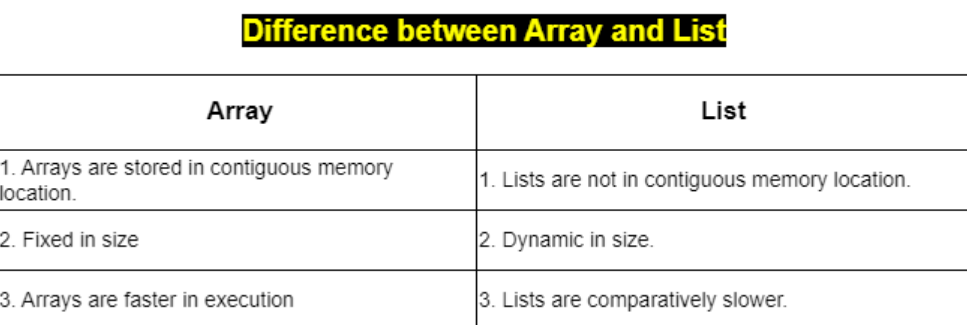 Difference between Array and List
Array
List
1. Arrays are stored in contiguous memory
location.
1. Lists are not in contiguous memory location.
2. Fixed in size
2. Dynamic in size.
3. Arrays are faster in execution
3. Lists are comparatively slower.